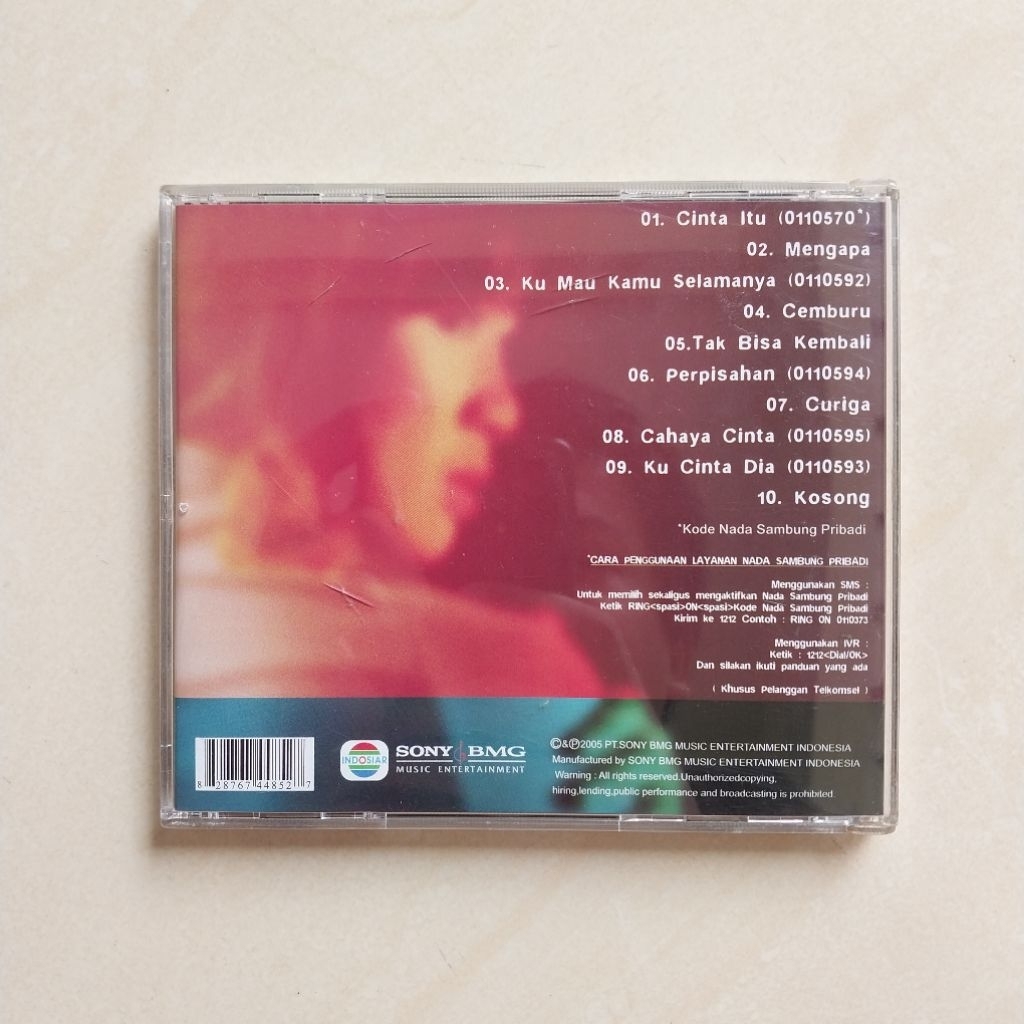 01. Cinta Itu (0110570*)
02. Mengapa
03. Ku Mau Kamu Selamanya (0110592)
04. Cemburu
05.Tak Bisa Kembali
06. Perpisahan (0110594)
07. Curiga
08. Cahaya Cinta (0110595)
09. Ku Cinta Dia (0110593)
10. Kosong
*Kode Nada Sambung Pribadi
*CARA PENGGUNAAN LAYANAN NADA SAMBUNG PRIBADI
Menggunakan SMS :
Untuk memilih sekaligus mengaktifkan Nada Sambung Pribadi
Ketik RING<spasi>ON<spasi>Kode Nada Sambung Pribadi
Kirim ke 1212 Contoh : RING ON 0110373
Menggunakan IVR :
Ketik : 1212<Dial/OK>
Dan silakan ikuti panduan yang ada
( Khusus Pelanggan Telkomsel )
8 28767 44852 7
INDOSIAR
SONY BMG
MUSIC ENTERTAINMENT
©&℗2005 PT.SONY BMG MUSIC ENTERTAINMENT INDONESIA
Manufactured by SONY BMG MUSIC ENTERTAINMENT INDONESIA
Warning : All rights reserved.Unauthorizedcopying,
hiring,lending,public performance and broadcasting is prohibited.